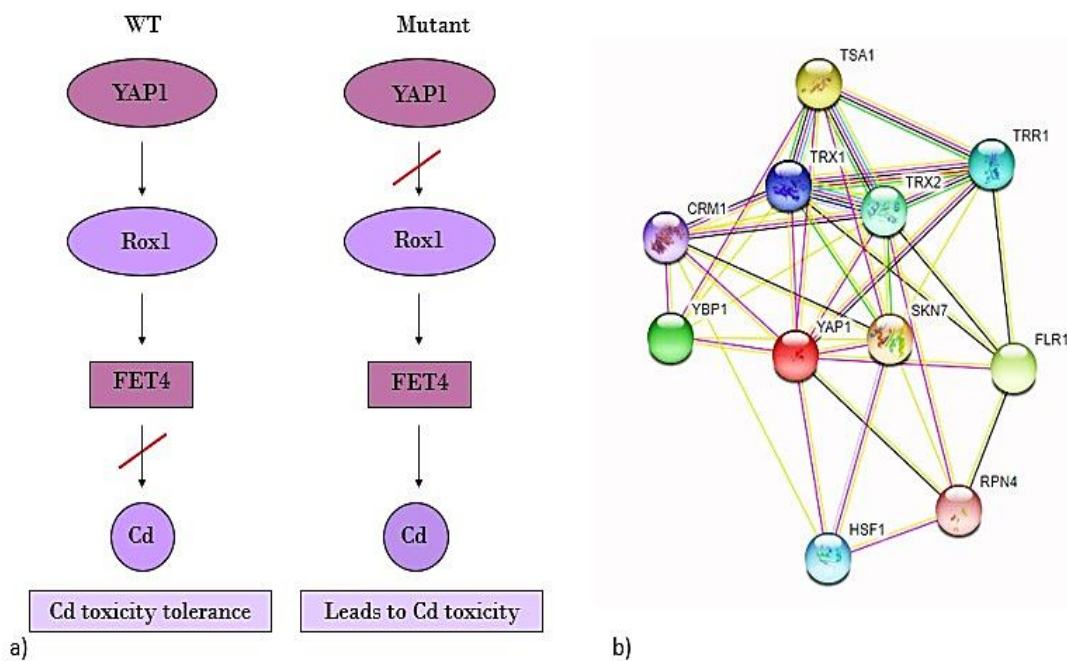 WT
YAP1
Rox1
FET4
Cd
Cd toxicity tolerance
a)
Mutant
YAP1
Rox1
FET4
Cd
Leads to Cd toxicity
TSA1
TRR1
TRX1
TRX2
CRM1
YBP1
YAP1
SKN7
FLR1
RPN4
HSF1
b)